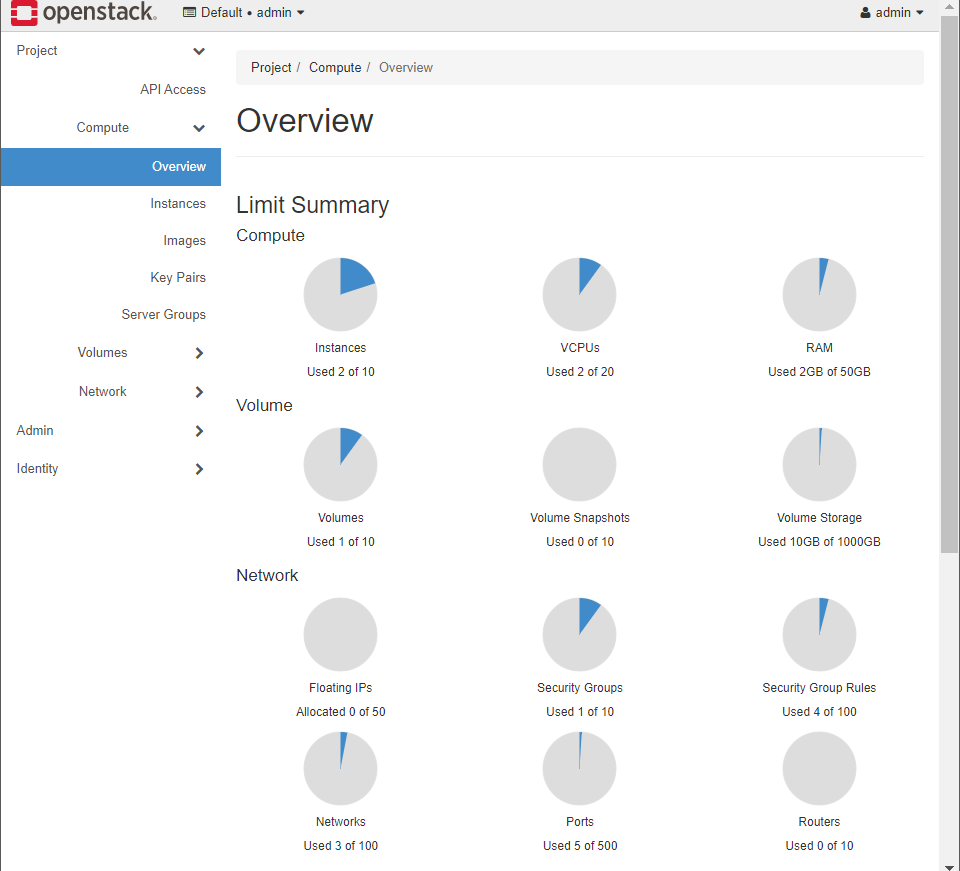 openstack. Default • admin admin
Project
API Access
Compute
Overview
Instances
Images
Key Pairs
Server Groups
Volumes
Network
Admin
Identity
Project / Compute / Overview
Overview
Limit Summary
Compute
Instances VCPUs RAM
Used 2 of 10 Used 2 of 20 Used 2GB of 50GB
Volume
Volumes Volume Snapshots Volume Storage
Used 1 of 10 Used 0 of 10 Used 10GB of 1000GB
Network
Floating IPs Security Groups Security Group Rules
Allocated 0 of 50 Used 1 of 10 Used 4 of 100
Networks Ports Routers
Used 3 of 100 Used 5 of 500 Used 0 of 10